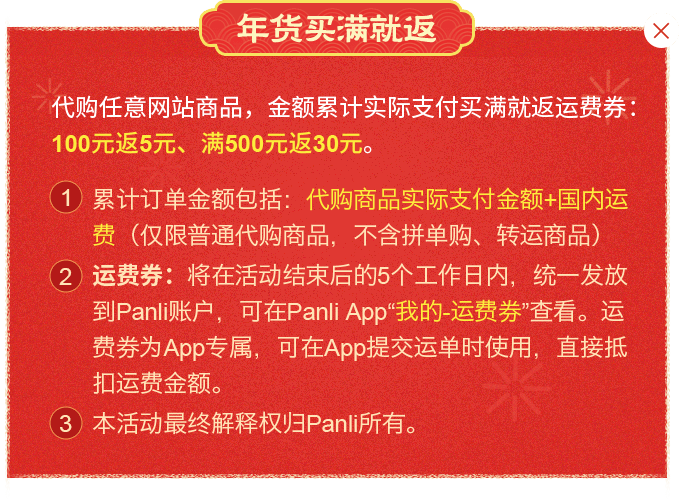 年货买满就返
代购任意网站商品，金额累计实际支付买满就返运费券：
100元返5元、满500元返30元。
1 累计订单金额包括：代购商品实际支付金额+国内运
费（仅限普通代购商品，不含拼单购、转运商品）
2 运费券：将在活动结束后的5个工作日内，统一发放
到Panli账户，可在Panli App“我的-运费券”查看。运
费券为App专属，可在App提交运单时使用，直接抵
扣运费金额。
3 本活动最终解释权归Panli所有。